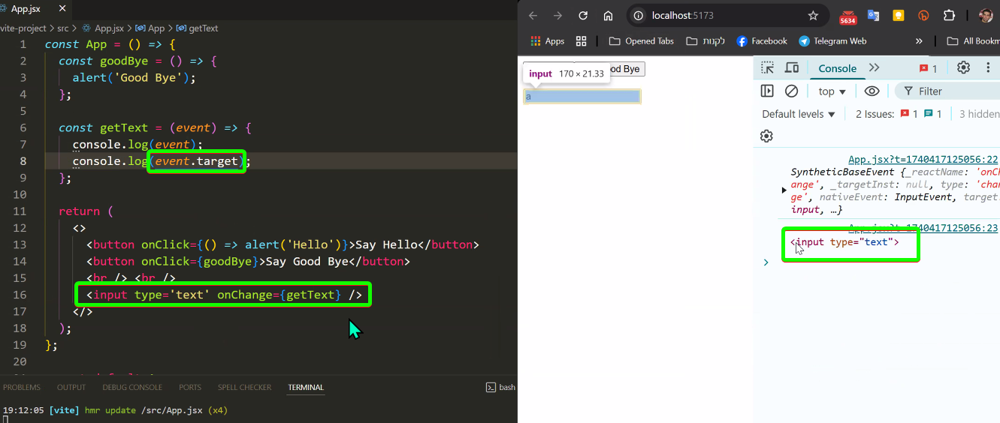 App.jsx
vite-project > src > App.jsx > App > getText
1 const App = () => {
2 const goodBye = () => {
3 alert('Good Bye');
4 };
5
6 const getText = (event) => {
7 console.log(event);
8 console.log(event.target);
9 };
10
11 return (
12 <>
13 <button onClick={() => alert('Hello')}>Say Hello</button>
14 <button onClick={goodBye}>Say Good Bye</button>
15 <br /> <br />
16 <input type='text' onChange={getText} />
17 </>
18 );
19 };
20
PROBLEMS OUTPUT DEBUG CONSOLE PORTS SPELL CHECKER TERMINAL bash
19:12:05 [vite] hmr update /src/App.jsx (x4)
localhost:5173
5634
Apps Opened Tabs לקנות Facebook Telegram Web » All Bookm
input 170 × 21.33
ood Bye
a
Console 1
top Filter
Default levels 2 Issues: 1 1 3 hidden
App.jsx?t=1740417125056:22
SyntheticBaseEvent {_reactName: 'onCh
ange', _targetInst: null, type: 'chan
ge', nativeEvent: InputEvent, target:
input, …}
App.jsx?t=1740417125056:23
<input type="text">